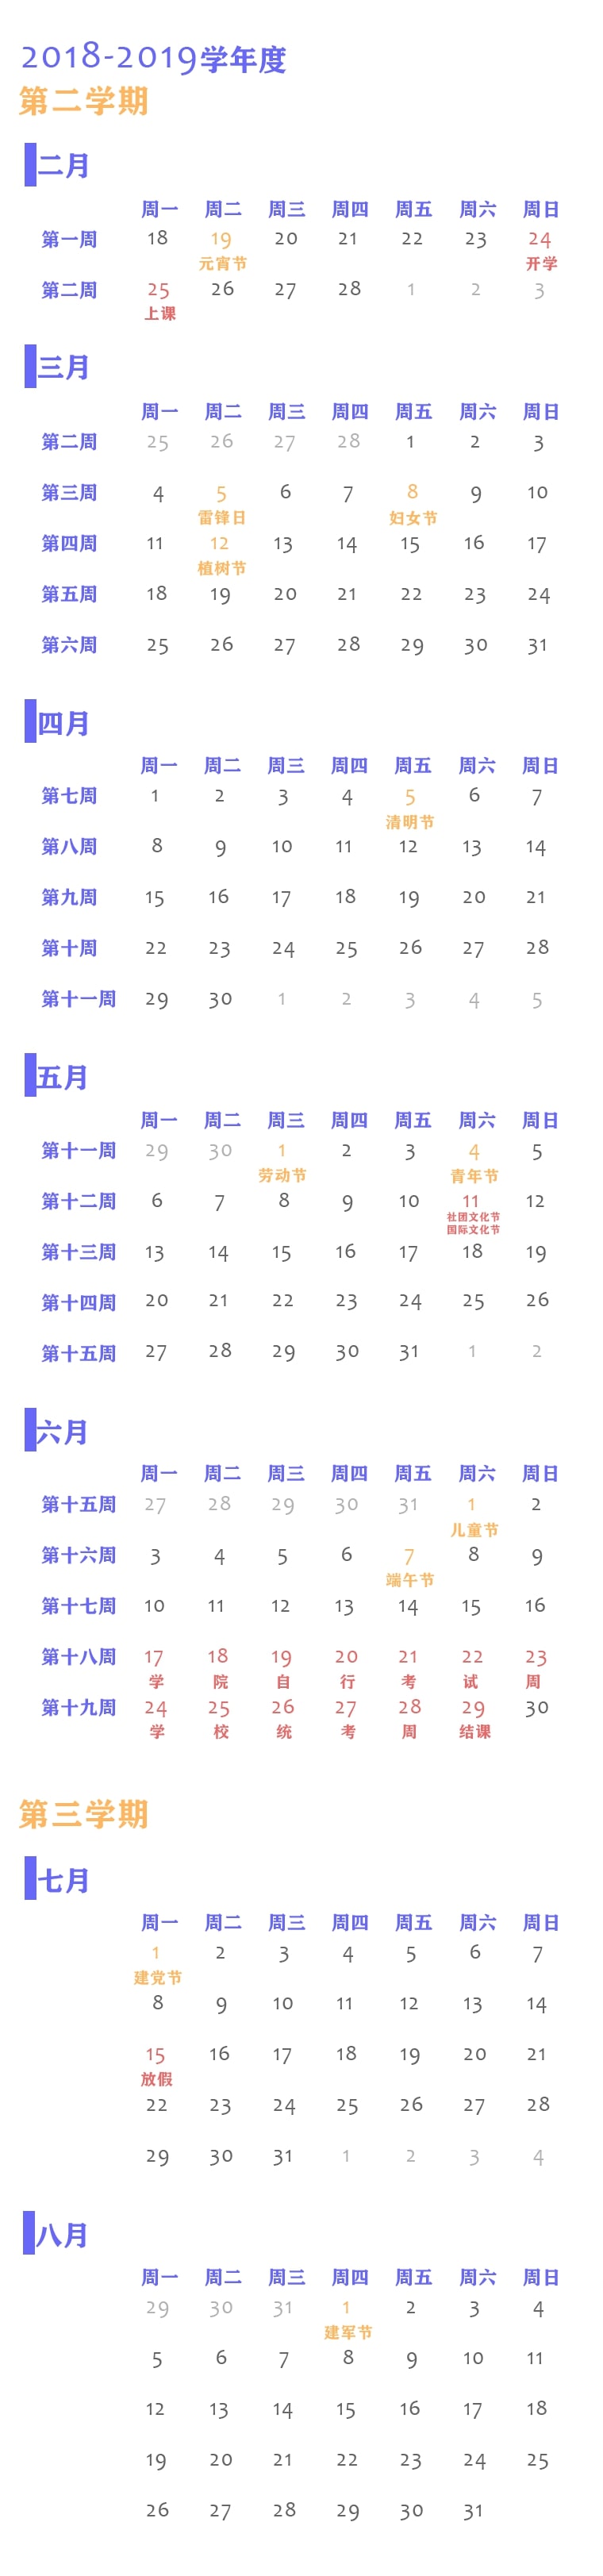 2018-2019学年度
第二学期
二月
周一 周二 周三 周四 周五 周六 周日
第一周 18 19 20 21 22 23 24
元宵节 开学
第二周 25 26 27 28 1 2 3
上课
三月
周一 周二 周三 周四 周五 周六 周日
第二周 25 26 27 28 1 2 3
第三周 4 5 6 7 8 9 10
雷锋日 妇女节
第四周 11 12 13 14 15 16 17
植树节
第五周 18 19 20 21 22 23 24
第六周 25 26 27 28 29 30 31
四月
周一 周二 周三 周四 周五 周六 周日
第七周 1 2 3 4 5 6 7
清明节
第八周 8 9 10 11 12 13 14
第九周 15 16 17 18 19 20 21
第十周 22 23 24 25 26 27 28
第十一周 29 30 1 2 3 4 5
五月
周一 周二 周三 周四 周五 周六 周日
第十一周 29 30 1 2 3 4 5
劳动节 青年节
第十二周 6 7 8 9 10 11 12
社团文化节
国际文化节
第十三周 13 14 15 16 17 18 19
第十四周 20 21 22 23 24 25 26
第十五周 27 28 29 30 31 1 2
六月
周一 周二 周三 周四 周五 周六 周日
第十五周 27 28 29 30 31 1 2
儿童节
第十六周 3 4 5 6 7 8 9
端午节
第十七周 10 11 12 13 14 15 16
第十八周 17 18 19 20 21 22 23
学 院 自 行 考 试 周
第十九周 24 25 26 27 28 29 30
学 校 统 考 周 结课
第三学期
七月
周一 周二 周三 周四 周五 周六 周日
1 2 3 4 5 6 7
建党节
8 9 10 11 12 13 14
15 16 17 18 19 20 21
放假
22 23 24 25 26 27 28
29 30 31 1 2 3 4
八月
周一 周二 周三 周四 周五 周六 周日
29 30 31 1 2 3 4
建军节
5 6 7 8 9 10 11
12 13 14 15 16 17 18
19 20 21 22 23 24 25
26 27 28 29 30 31